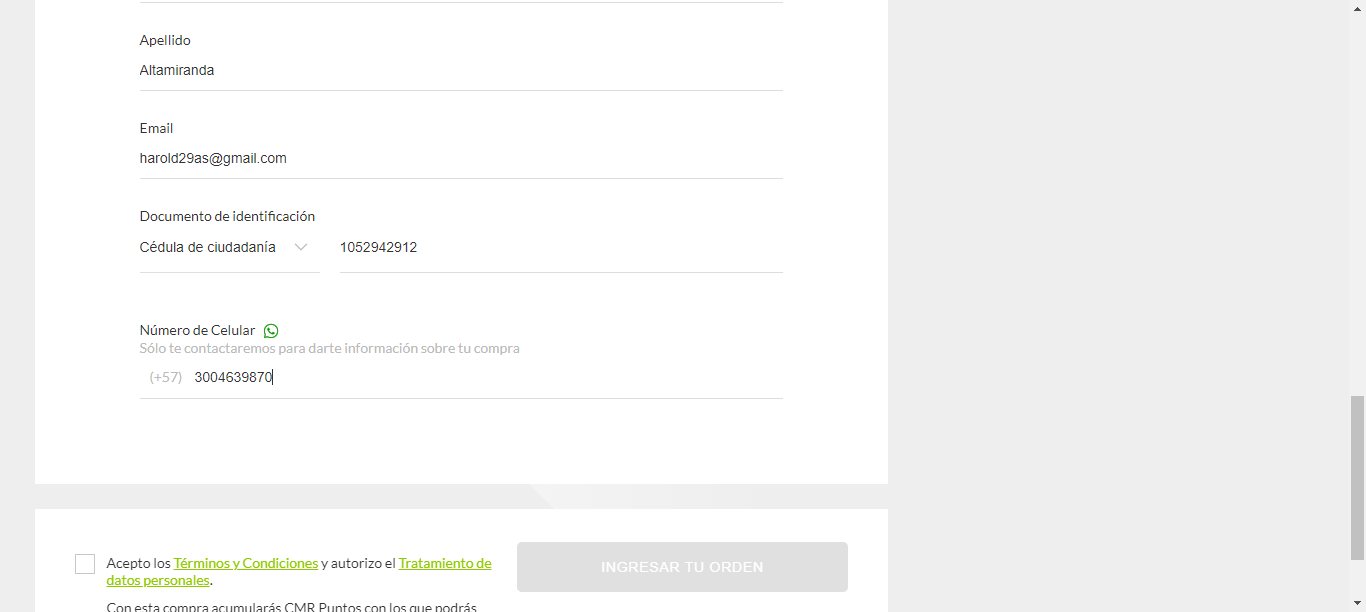 Apellido
Altamiranda
Email
harold29as@gmail.com
Documento de identificación
Cédula de ciudadanía 1052942912
Número de Celular
Sólo te contactaremos para darte información sobre tu compra
(+57) 3004639870
Acepto los Términos y Condiciones y autorizo el Tratamiento de
datos personales.
INGRESAR TU ORDEN
Con esta compra acumularás CMR Puntos con los que podrás